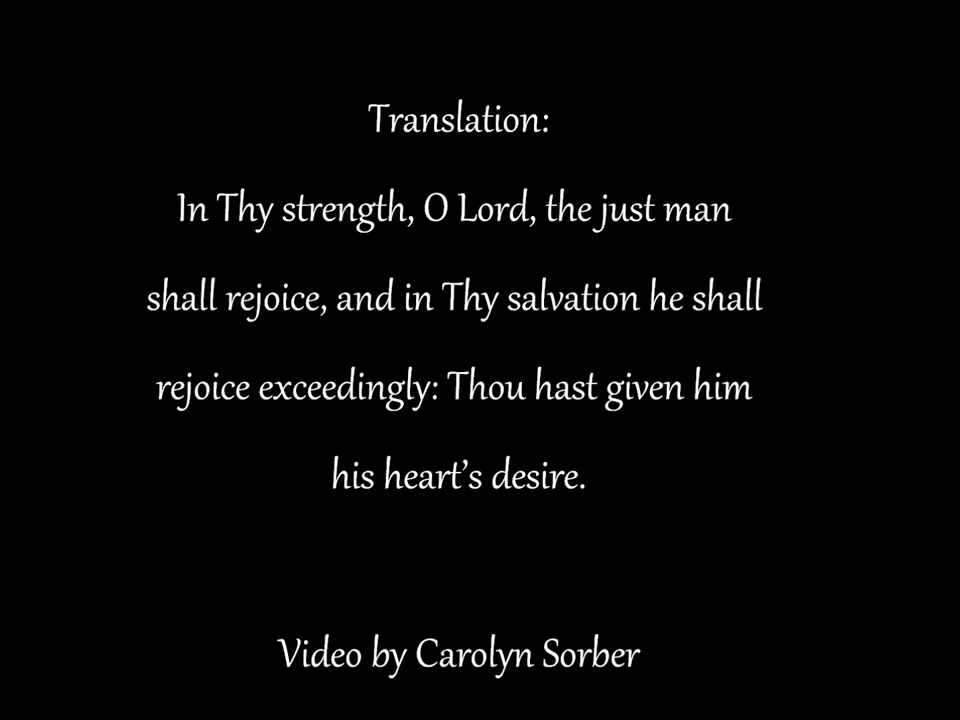 Translation:
In Thy strength, O Lord, the just man
shall rejoice, and in Thy salvation he shall
rejoice exceedingly: Thou hast given him
his heart’s desire.
Video by Carolyn Sorber